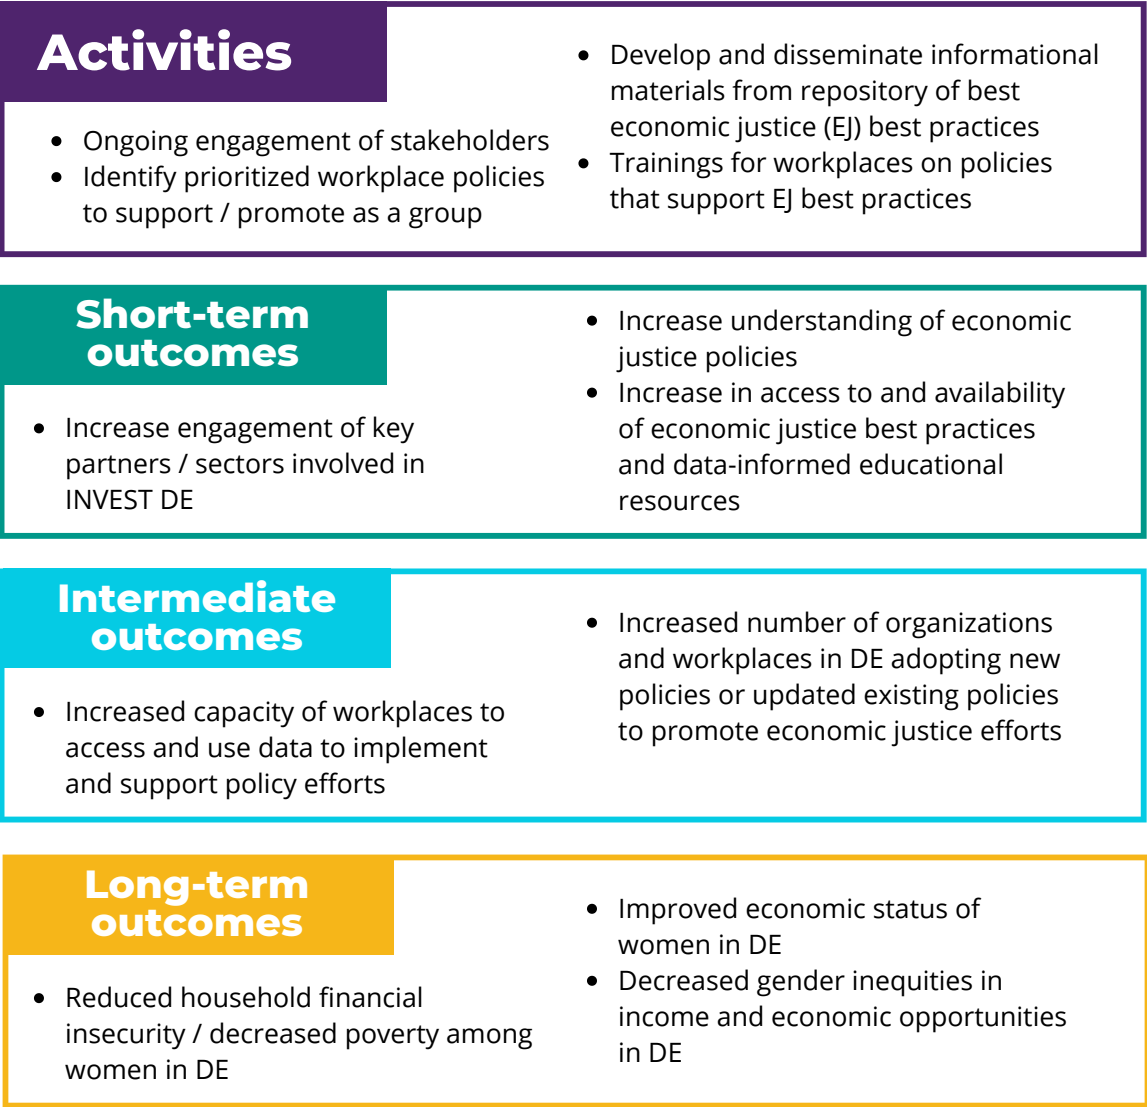 Activities
• Ongoing engagement of stakeholders
• Identify prioritized workplace policies
to support / promote as a group
• Develop and disseminate informational
materials from repository of best
economic justice (EJ) best practices
• Trainings for workplaces on policies
that support EJ best practices
Short-term
outcomes
• Increase engagement of key
partners / sectors involved in
INVEST DE
• Increase understanding of economic
justice policies
• Increase in access to and availability
of economic justice best practices
and data-informed educational
resources
Intermediate
outcomes
• Increased capacity of workplaces to
access and use data to implement
and support policy efforts
• Increased number of organizations
and workplaces in DE adopting new
policies or updated existing policies
to promote economic justice efforts
Long-term
outcomes
• Reduced household financial
insecurity / decreased poverty among
women in DE
• Improved economic status of
women in DE
• Decreased gender inequities in
income and economic opportunities
in DE